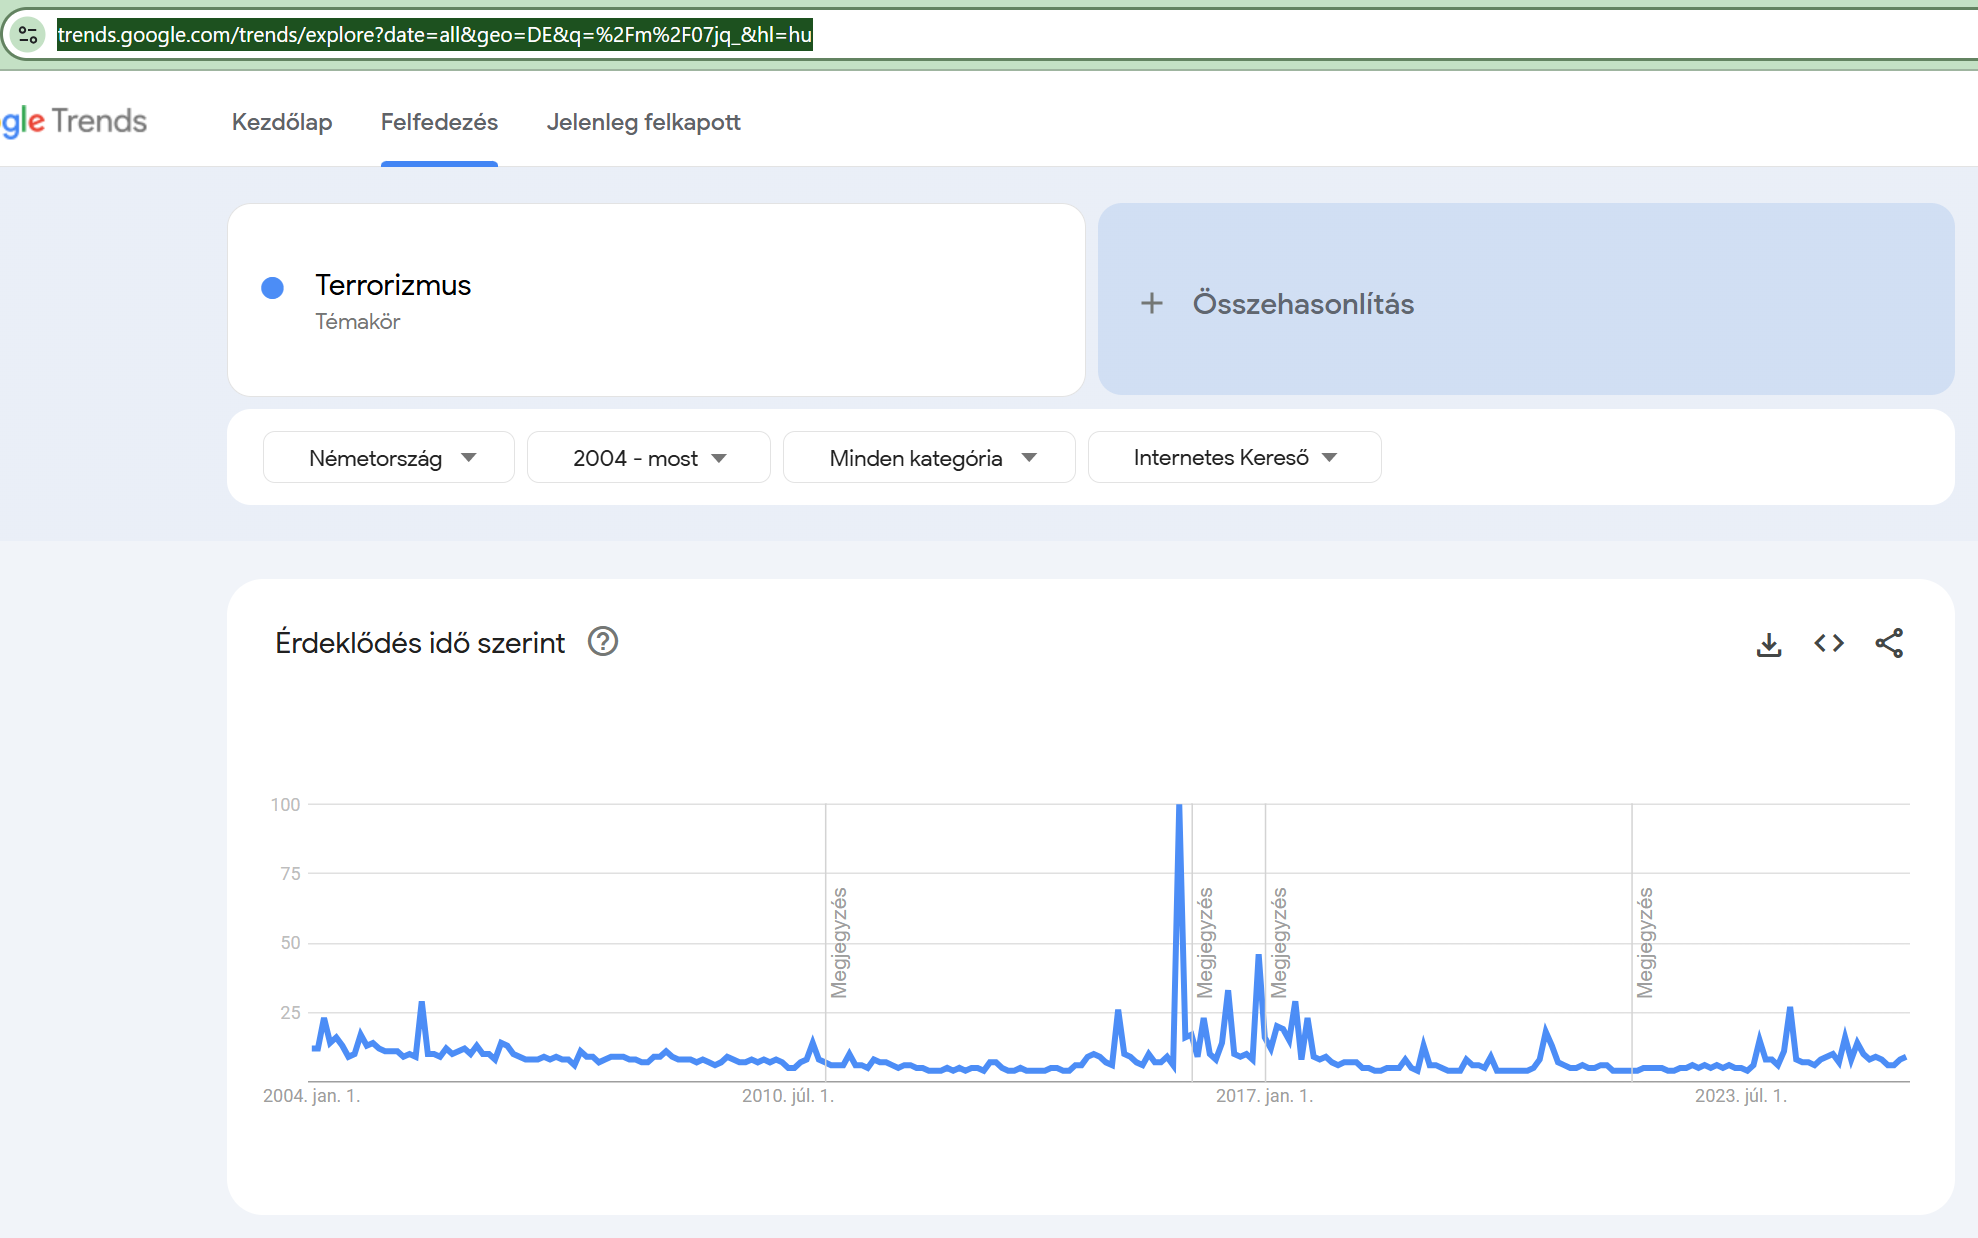 trends.google.com/trends/explore?date=all&geo=DE&q=%2Fm%2F07jq_&hl=hu
gle Trends
Kezdőlap
Felfedezés
Jelenleg felkapott
Terrorizmus
Témakör
+ Összehasonlítás
Németország
2004 - most
Minden kategória
Internetes Kereső
Érdeklődés idő szerint ?
100
75
50
25
Megjegyzés
Megjegyzés
Megjegyzés
Megjegyzés
2004. jan. 1.
2010. júl. 1.
2017. jan. 1.
2023. júl. 1.